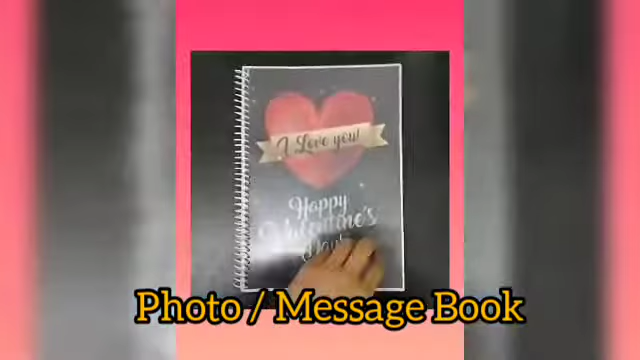 I Love you!
Happy
Valentine's
Day!
Photo / Message Book